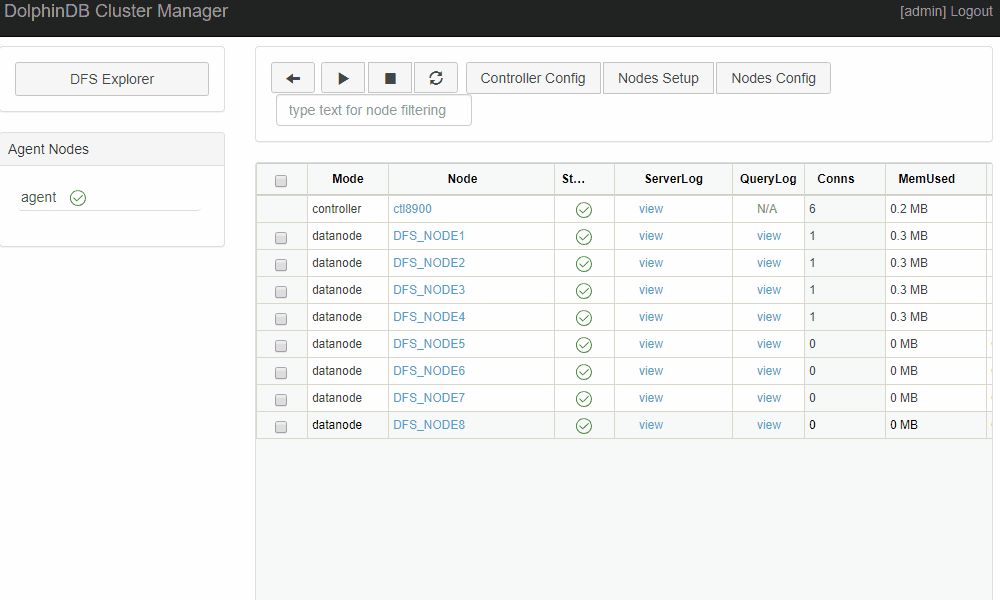 DolphinDB Cluster Manager [admin] Logout
DFS Explorer
Agent Nodes
agent
Controller Config Nodes Setup Nodes Config
type text for node filtering
Mode Node St... ServerLog QueryLog Conns MemUsed
controller ctl8900 view N/A 6 0.2 MB
datanode DFS_NODE1 view view 1 0.3 MB
datanode DFS_NODE2 view view 1 0.3 MB
datanode DFS_NODE3 view view 1 0.3 MB
datanode DFS_NODE4 view view 1 0.3 MB
datanode DFS_NODE5 view view 0 0 MB
datanode DFS_NODE6 view view 0 0 MB
datanode DFS_NODE7 view view 0 0 MB
datanode DFS_NODE8 view view 0 0 MB